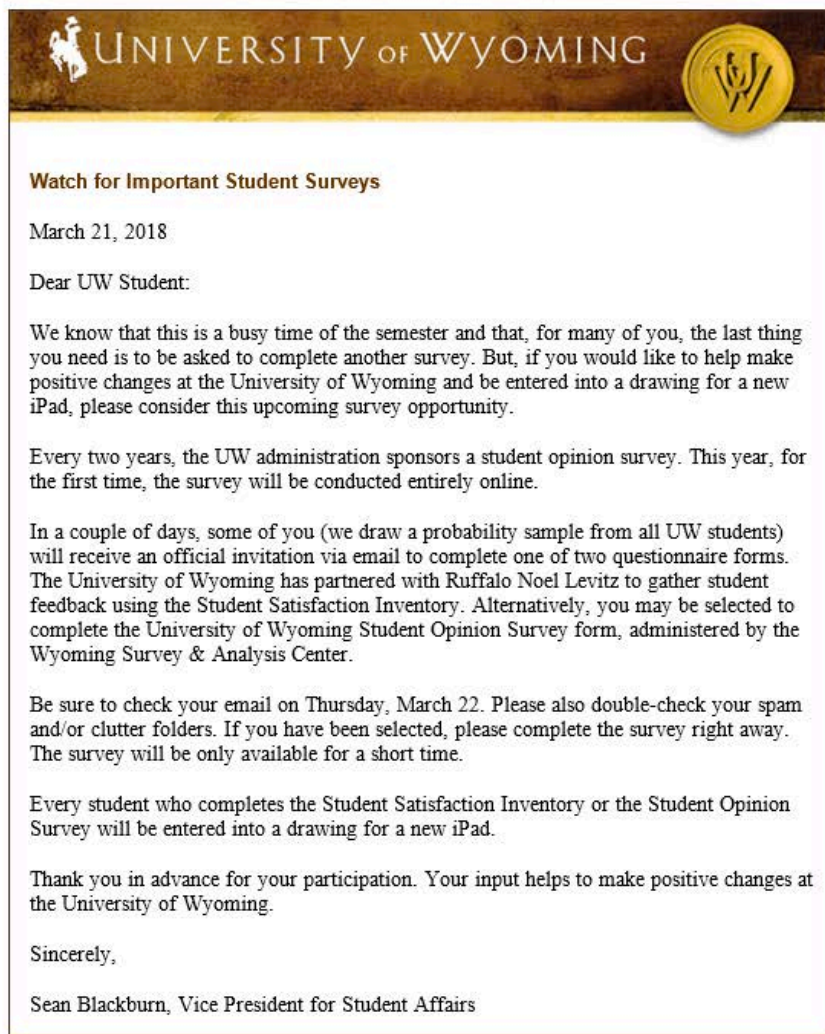 UNIVERSITY OF WYOMING
UW
Watch for Important Student Surveys
March 21, 2018
Dear UW Student:
We know that this is a busy time of the semester and that, for many of you, the last thing
you need is to be asked to complete another survey. But, if you would like to help make
positive changes at the University of Wyoming and be entered into a drawing for a new
iPad, please consider this upcoming survey opportunity.
Every two years, the UW administration sponsors a student opinion survey. This year, for
the first time, the survey will be conducted entirely online.
In a couple of days, some of you (we draw a probability sample from all UW students)
will receive an official invitation via email to complete one of two questionnaire forms.
The University of Wyoming has partnered with Ruffalo Noel Levitz to gather student
feedback using the Student Satisfaction Inventory. Alternatively, you may be selected to
complete the University of Wyoming Student Opinion Survey form, administered by the
Wyoming Survey & Analysis Center.
Be sure to check your email on Thursday, March 22. Please also double-check your spam
and/or clutter folders. If you have been selected, please complete the survey right away.
The survey will be only available for a short time.
Every student who completes the Student Satisfaction Inventory or the Student Opinion
Survey will be entered into a drawing for a new iPad.
Thank you in advance for your participation. Your input helps to make positive changes at
the University of Wyoming.
Sincerely,
Sean Blackburn, Vice President for Student Affairs